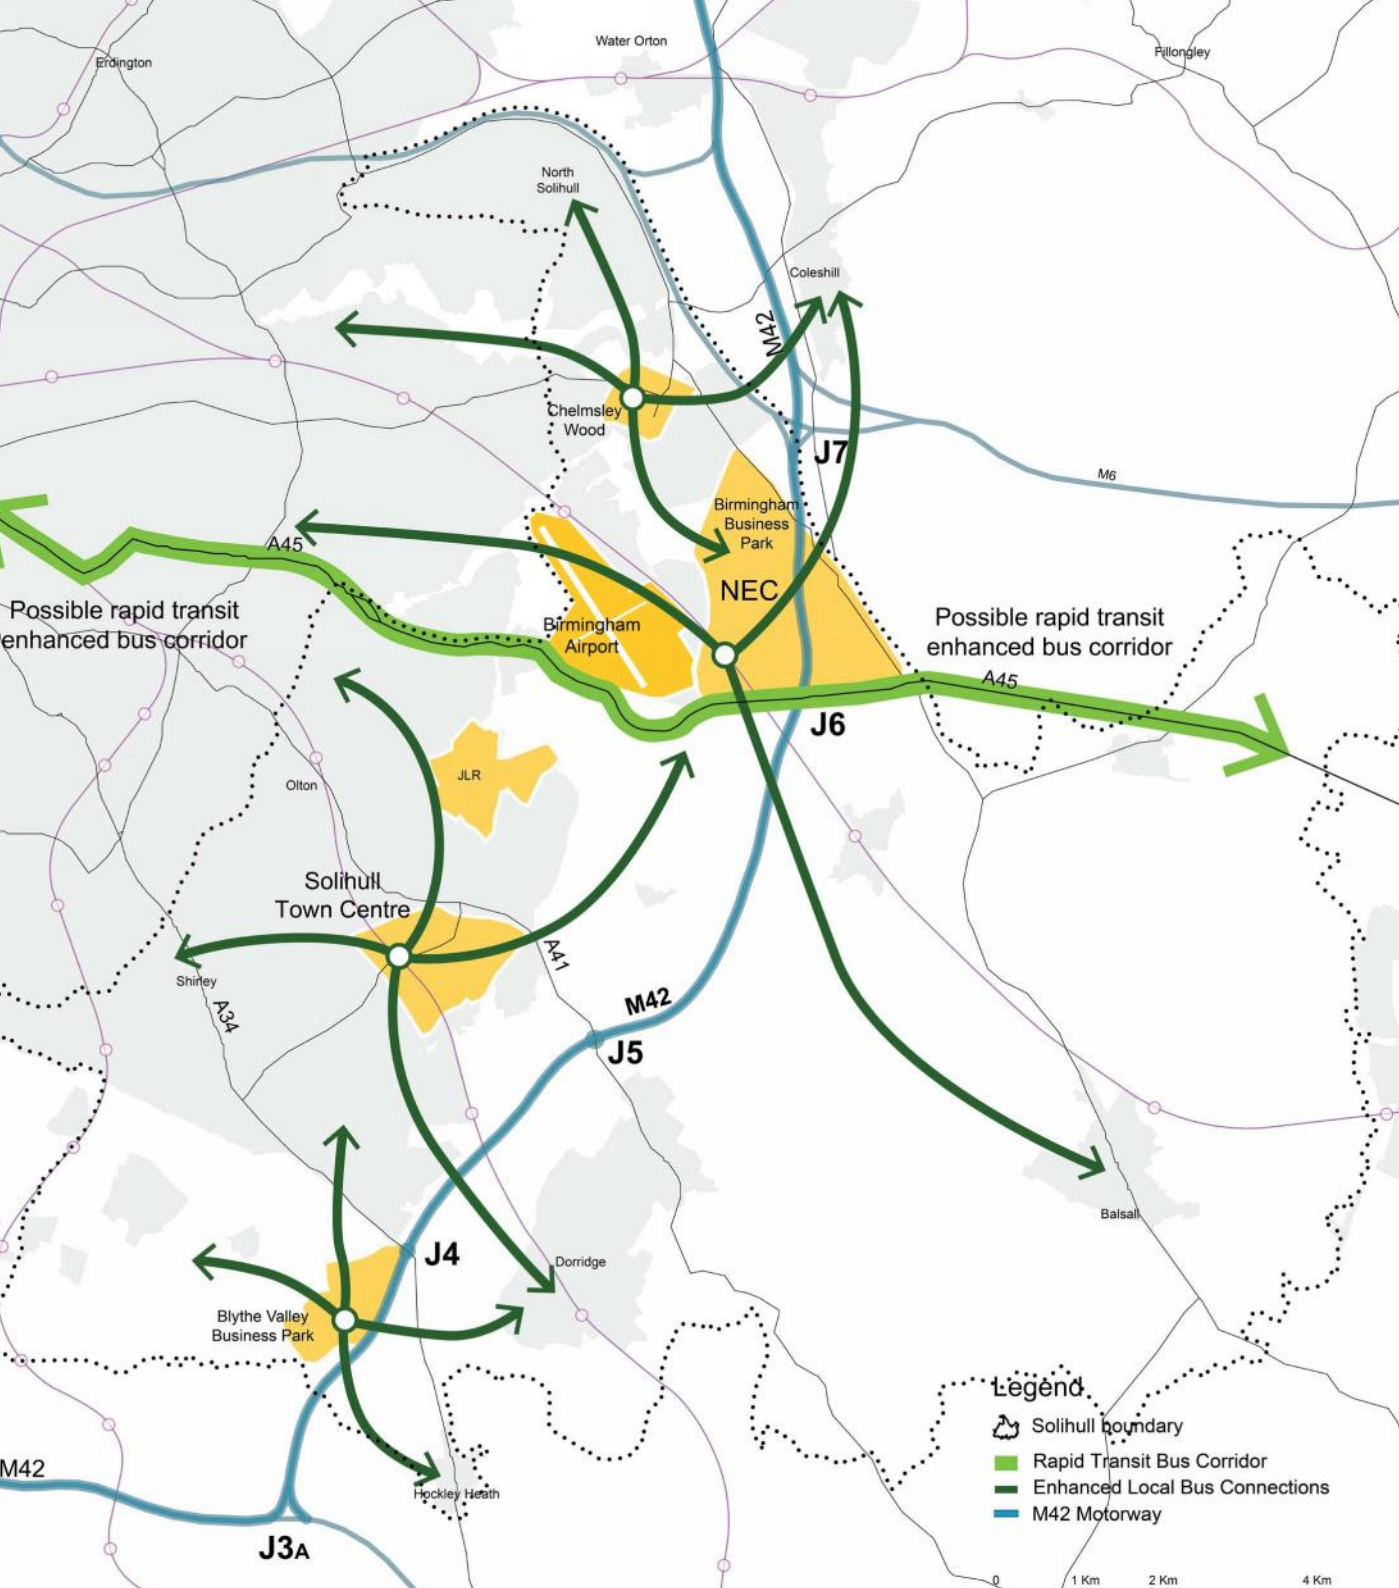 Water Orton
Fillongley
Erdington
North
Solihull
Coleshill
M42
Chelmsley
Wood
J7
M6
Birmingham
Business
Park
A45
NEC
Possible rapid transit
enhanced bus corridor
Possible rapid transit
enhanced bus corridor
Birmingham
Airport
A45
J6
JLR
Olton
Solihull
Town Centre
A41
Shirley
A34
M42
J5
Balsall
J4
Dorridge
Blythe Valley
Business Park
Legend
Solihull boundary
Rapid Transit Bus Corridor
Enhanced Local Bus Connections
M42 Motorway
M42
Hockley Heath
J3A
0 1 Km 2 Km 4 Km